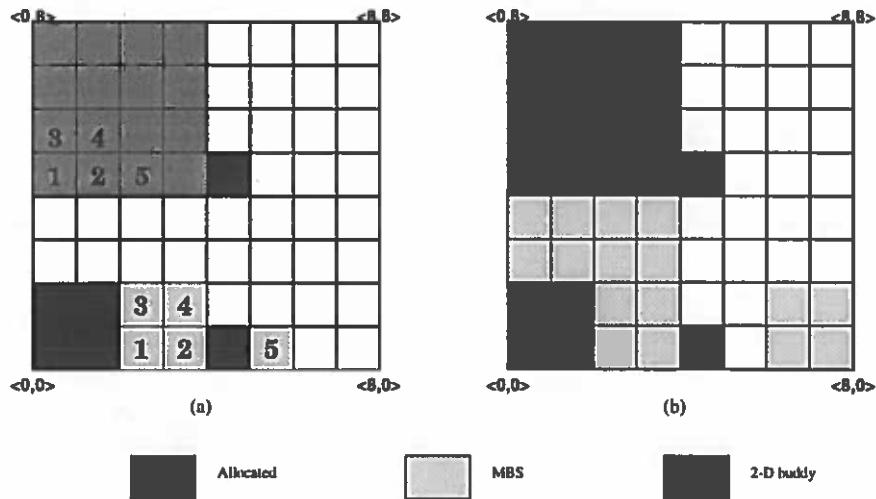 <0,8> <8,8> <0,8> <8,8>
3 4
1 2 5
3 4
1 2 5
<0,0> <8,0> <0,0> <8,0>
(a) (b)
Allocated MBS 2-D buddy